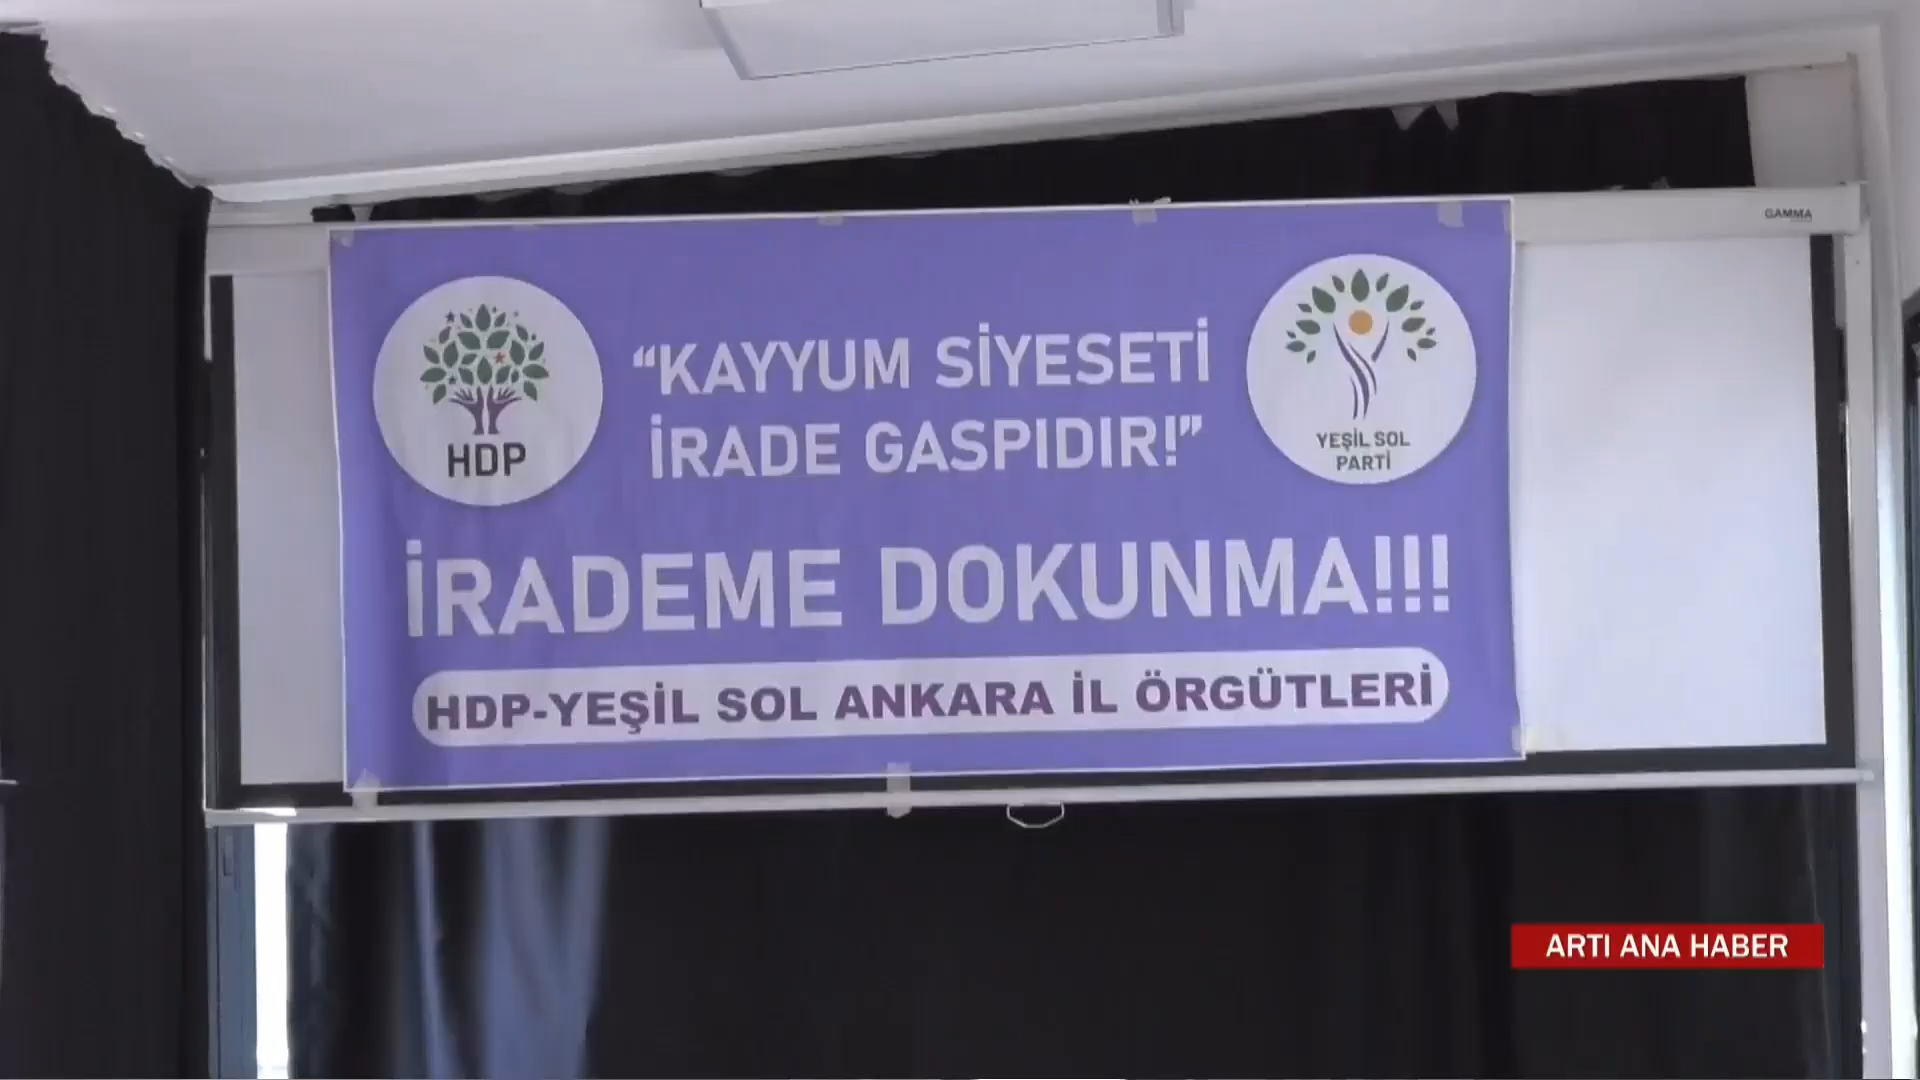 GAMMA
"KAYYUM SİYESETİ
İRADE GASPIDIR!"
HDP
YEŞİL SOL
PARTİ
İRADEME DOKUNMA!!!
HDP-YEŞİL SOL ANKARA İL ÖRGÜTLERİ
ARTI ANA HABER